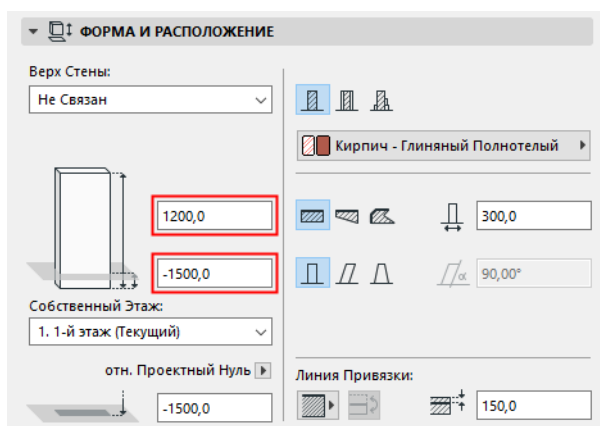 ФОРМА И РАСПОЛОЖЕНИЕ
Верх Стены:
Не Связан
1200,0
-1500,0
Собственный Этаж:
1. 1-й этаж (Текущий)
отн. Проектный Нуль
-1500,0
Кирпич - Глиняный Полнотелый
300,0
α
90,00°
Линия Привязки:
150,0